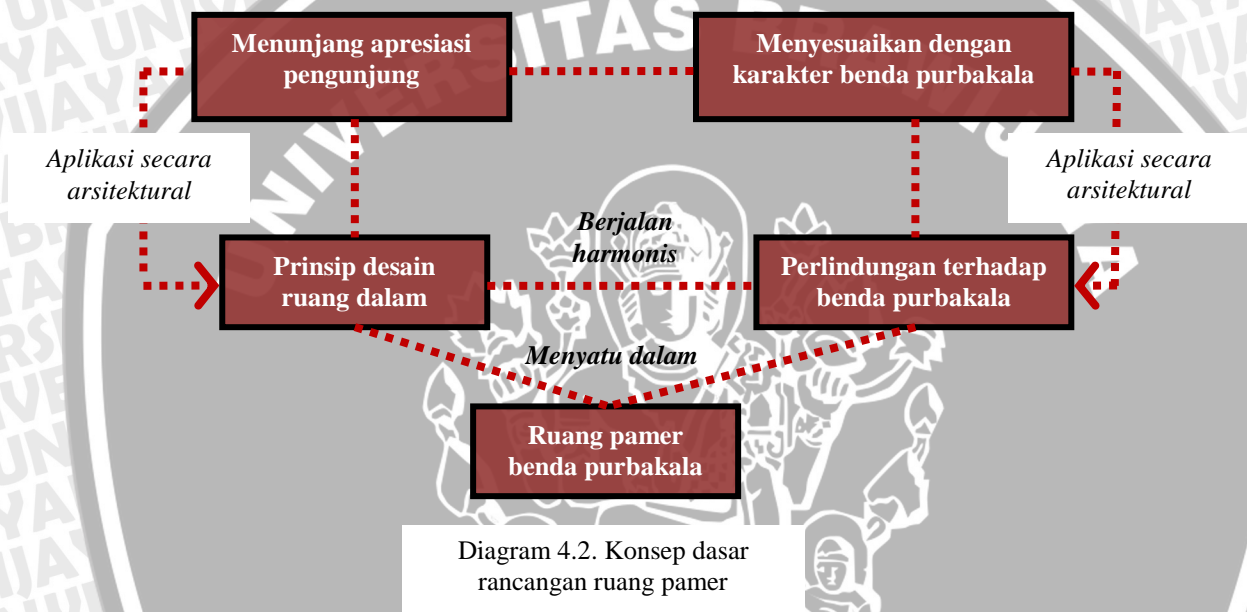 UNIVERSITAS BRAWIJAYA
Menunjang apresiasi
pengunjung
Menyesuaikan dengan
karakter benda purbakala
Aplikasi secara
arsitektural
Aplikasi secara
arsitektural
Berjalan
harmonis
Prinsip desain
ruang dalam
Perlindungan terhadap
benda purbakala
Menyatu dalam
Ruang pamer
benda purbakala
Diagram 4.2. Konsep dasar
rancangan ruang pamer